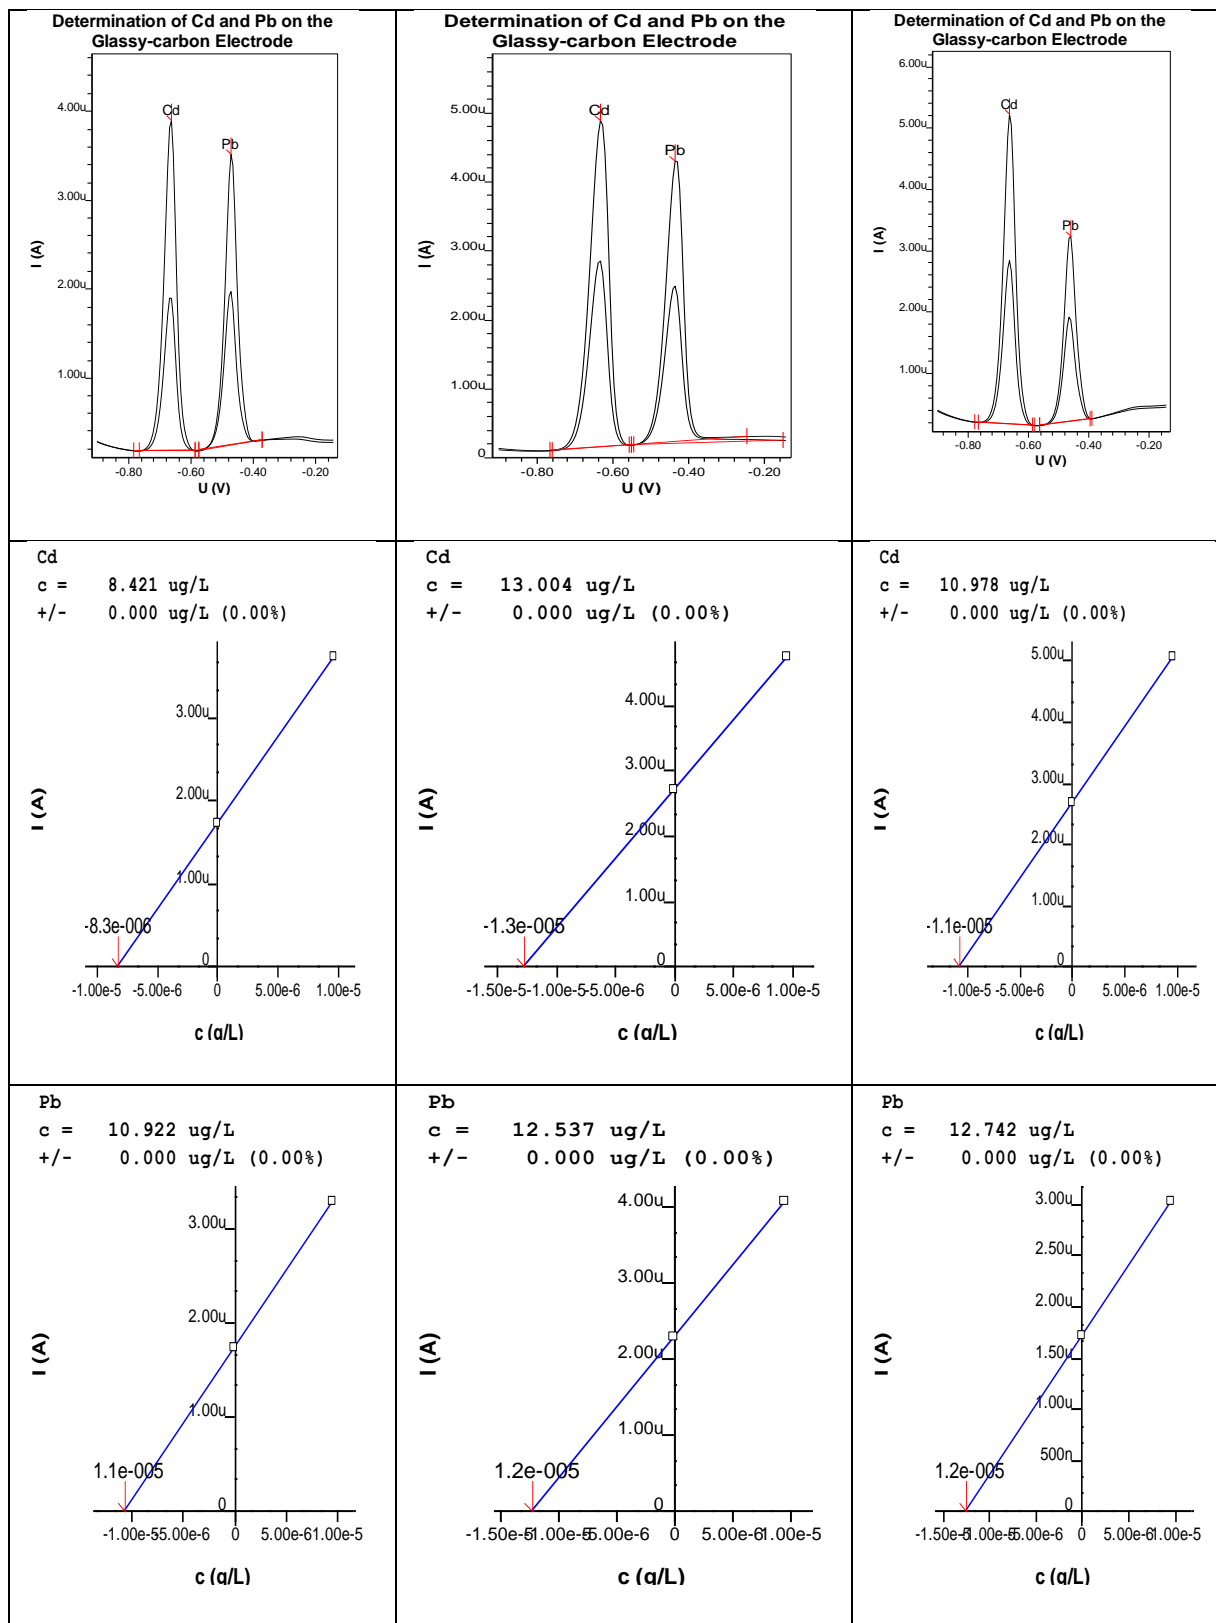 Determination of Cd and Pb on the
Glassy-carbon Electrode
4.00u
3.00u
2.00u
1.00u
Cd
Pb
I (A)
-0.80
-0.60
-0.40
-0.20
U (V)
Determination of Cd and Pb on the
Glassy-carbon Electrode
5.00u
4.00u
3.00u
2.00u
1.00u
0
Cd
Pb
I (A)
-0.80
-0.60
-0.40
-0.20
U (V)
Determination of Cd and Pb on the
Glassy-carbon Electrode
6.00u
5.00u
4.00u
3.00u
2.00u
1.00u
Cd
Pb
I (A)
-0.80
-0.60
-0.40
-0.20
U (V)
Cd
c = 8.421 ug/L
+/- 0.000 ug/L (0.00%)
3.00u
2.00u
1.00u
0
-8.3e-006
I (A)
-1.00e-5
-5.00e-6
0
5.00e-6
1.00e-5
c (g/L)
Cd
c = 13.004 ug/L
+/- 0.000 ug/L (0.00%)
4.00u
3.00u
2.00u
1.00u
0
-1.3e-005
I (A)
-1.50e-5
-1.00e-5
-5.00e-6
0
5.00e-6
1.00e-5
c (g/L)
Cd
c = 10.978 ug/L
+/- 0.000 ug/L (0.00%)
5.00u
4.00u
3.00u
2.00u
1.00u
0
-1.1e-005
I (A)
-1.00e-5
-5.00e-6
0
5.00e-6
1.00e-5
c (g/L)
Pb
c = 10.922 ug/L
+/- 0.000 ug/L (0.00%)
3.00u
2.00u
1.00u
0
1.1e-005
I (A)
-1.00e-5
-5.00e-6
0
5.00e-6
1.00e-5
c (g/L)
Pb
c = 12.537 ug/L
+/- 0.000 ug/L (0.00%)
4.00u
3.00u
2.00u
1.00u
0
1.2e-005
I (A)
-1.50e-5
-1.00e-5
-5.00e-6
0
5.00e-6
1.00e-5
c (g/L)
Pb
c = 12.742 ug/L
+/- 0.000 ug/L (0.00%)
3.00u
2.50u
2.00u
1.50u
1.00u
500n
0
1.2e-005
I (A)
-1.50e-5
-1.00e-5
-5.00e-6
0
5.00e-6
1.00e-5
c (g/L)